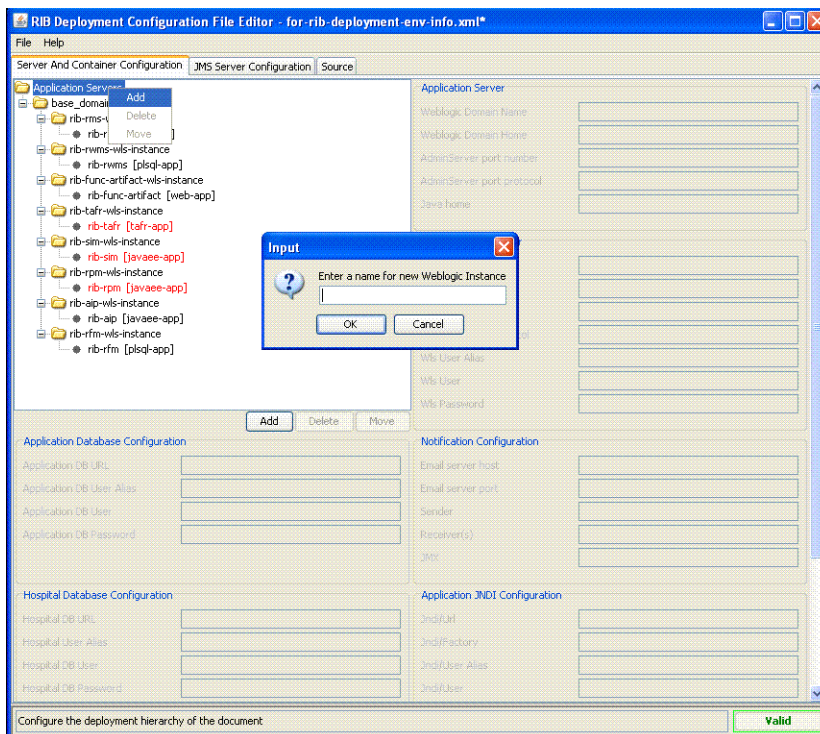 RIB Deployment Configuration File Editor - for-rib-deployment-env-info.xml*
File Help
Server And Container Configuration JMS Server Configuration Source
Application Servers
base_domai
rib-rms-w
rib-r ]
rib-rwms-wls-instance
rib-rwms [plsql-app]
rib-func-artifact-wls-instance
rib-func-artifact [web-app]
rib-tafr-wls-instance
rib-tafr [tafr-app]
rib-sim-wls-instance
rib-sim [javaee-app]
rib-rpm-wls-instance
rib-rpm [javaee-app]
rib-aip-wls-instance
rib-aip [javaee-app]
rib-rfm-wls-instance
rib-rfm [plsql-app]
Add
Delete
Move
Add Delete Move
Application Server
Weblogic Domain Name
Weblogic Domain Home
AdminServer port number
AdminServer port protocol
Java home
Input
Enter a name for new Weblogic Instance
OK Cancel
Wls User Alias
Wls User
Wls Password
Application Database Configuration
Application DB URL
Application DB User Alias
Application DB User
Application DB Password
Notification Configuration
Email server host
Email server port
Sender
Receiver(s)
JMX
Hospital Database Configuration
Hospital DB URL
Hospital User Alias
Hospital DB User
Hospital DB Password
Application JNDI Configuration
Jndi/Url
Jndi/Factory
Jndi/User Alias
Jndi/User
Configure the deployment hierarchy of the document Valid